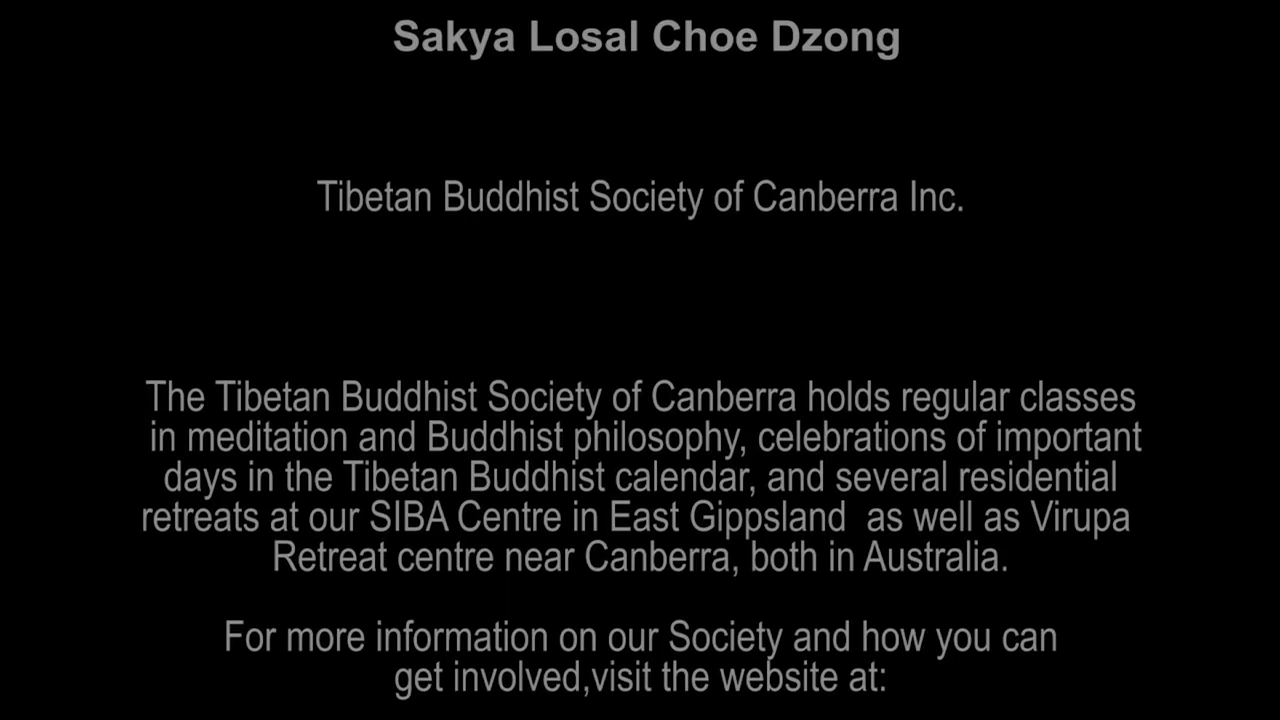 Sakya Losal Choe Dzong
Tibetan Buddhist Society of Canberra Inc.
The Tibetan Buddhist Society of Canberra holds regular classes
in meditation and Buddhist philosophy, celebrations of important
days in the Tibetan Buddhist calendar, and several residential
retreats at our SIBA Centre in East Gippsland  as well as Virupa
Retreat centre near Canberra, both in Australia.
For more information on our Society and how you can
get involved,visit the website at: